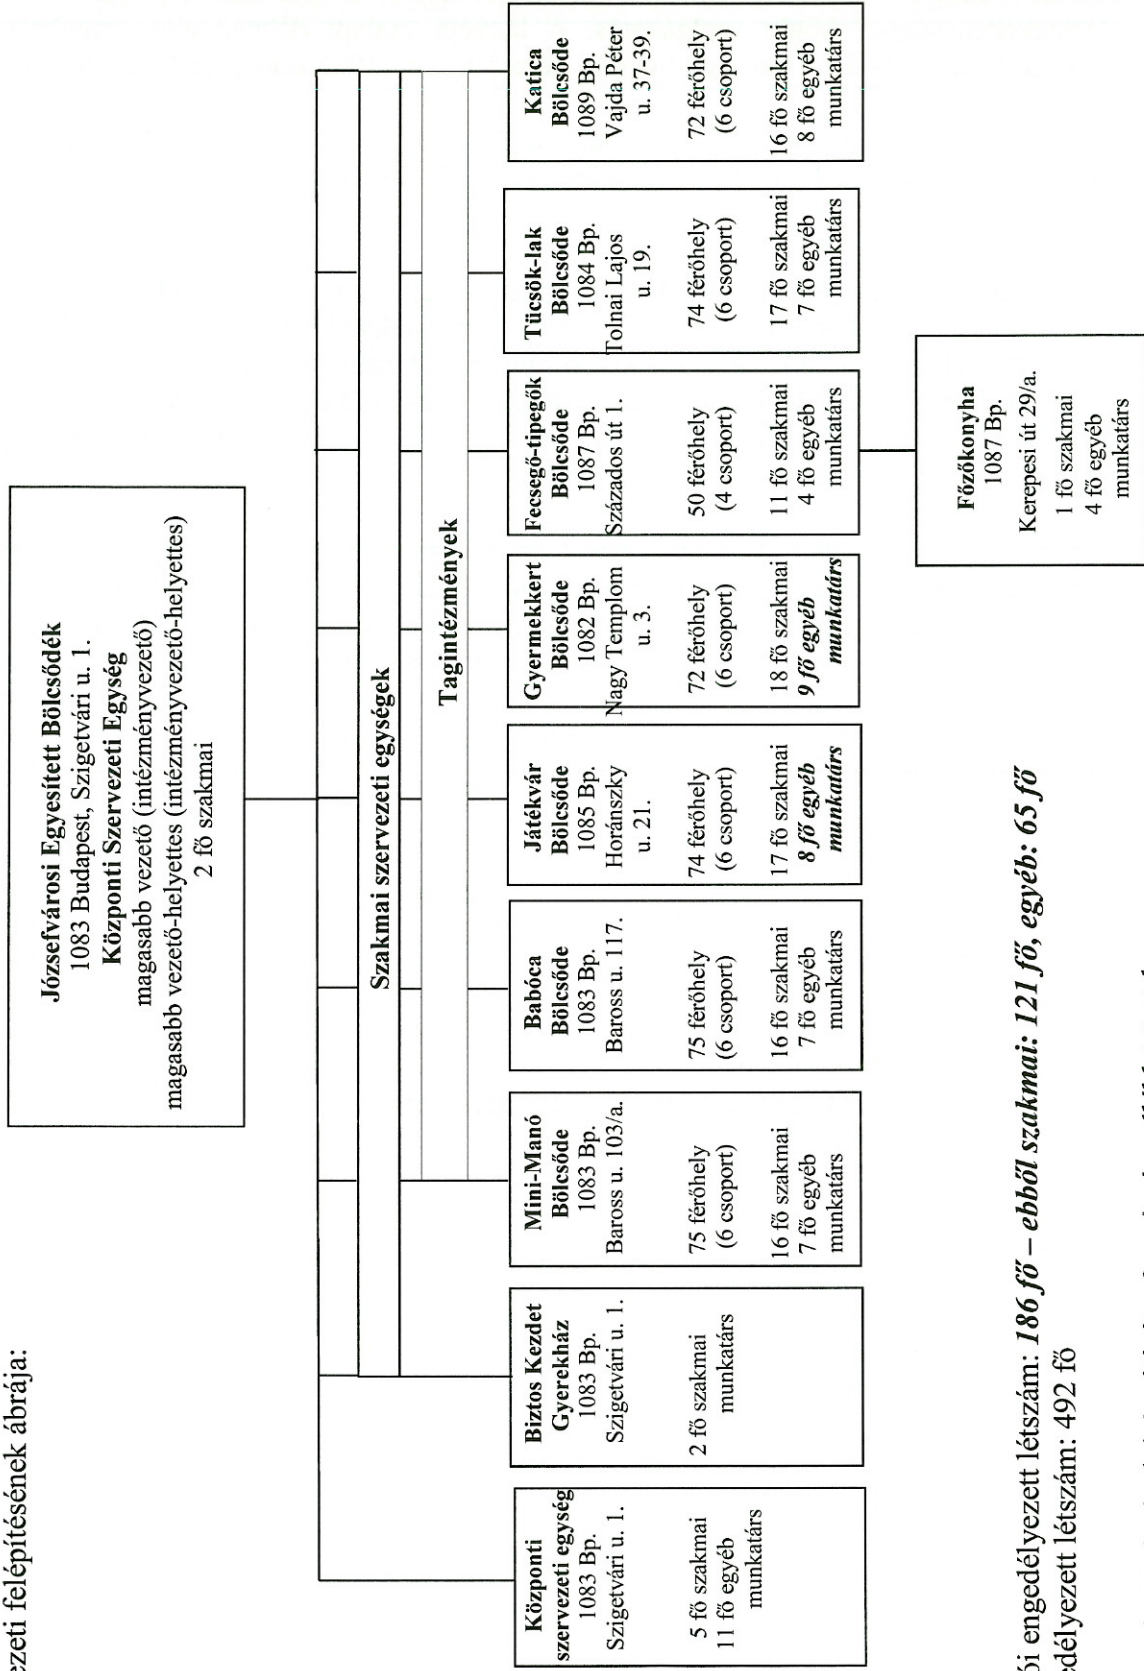 ezeti felépítésének ábrája:
Józsefvárosi Egyesített Bölcsődék
1083 Budapest, Szigetvári u. 1.
Központi Szervezeti Egység
magasabb vezető (intézményvezető)
magasabb vezető-helyettes (intézményvezető-helyettes)
2 fő szakmai
Szakmai szervezeti egységek
Tagintézmények
Központi
szervezeti egység
1083 Bp.
Szigetvári u. 1.
5 fő szakmai
11 fő egyéb
munkatárs
Biztos Kezdet
Gyerekház
1083 Bp.
Szigetvári u. 1.
2 fő szakmai
munkatárs
Mini-Manó
Bölcsőde
1083 Bp.
Baross u. 103/a.
75 férőhely
(6 csoport)
16 fő szakmai
7 fő egyéb
munkatárs
Babóca
Bölcsőde
1083 Bp.
Baross u. 117.
75 férőhely
(6 csoport)
16 fő szakmai
7 fő egyéb
munkatárs
Játékvár
Bölcsőde
1085 Bp.
Horánszky
u. 21.
74 férőhely
(6 csoport)
17 fő szakmai
8 fő egyéb
munkatárs
Gyermekkert
Bölcsőde
1082 Bp.
Nagy Templom
u. 3.
72 férőhely
(6 csoport)
18 fő szakmai
9 fő egyéb
munkatárs
Fecsegő-tipegők
Bölcsőde
1087 Bp.
Százados út 1.
50 férőhely
(4 csoport)
11 fő szakmai
4 fő egyéb
munkatárs
Tücsök-lak
Bölcsőde
1084 Bp.
Tolnai Lajos
u. 19.
74 férőhely
(6 csoport)
17 fő szakmai
7 fő egyéb
munkatárs
Katica
Bölcsőde
1089 Bp.
Vajda Péter
u. 37-39.
72 férőhely
(6 csoport)
16 fő szakmai
8 fő egyéb
munkatárs
Főzőkonyha
1087 Bp.
Kerepesi út 29/a.
1 fő szakmai
4 fő egyéb
munkatárs
ói engedélyezett létszám: 186 fő – ebből szakmai: 121 fő, egyéb: 65 fő
edélyezett létszám: 492 fő